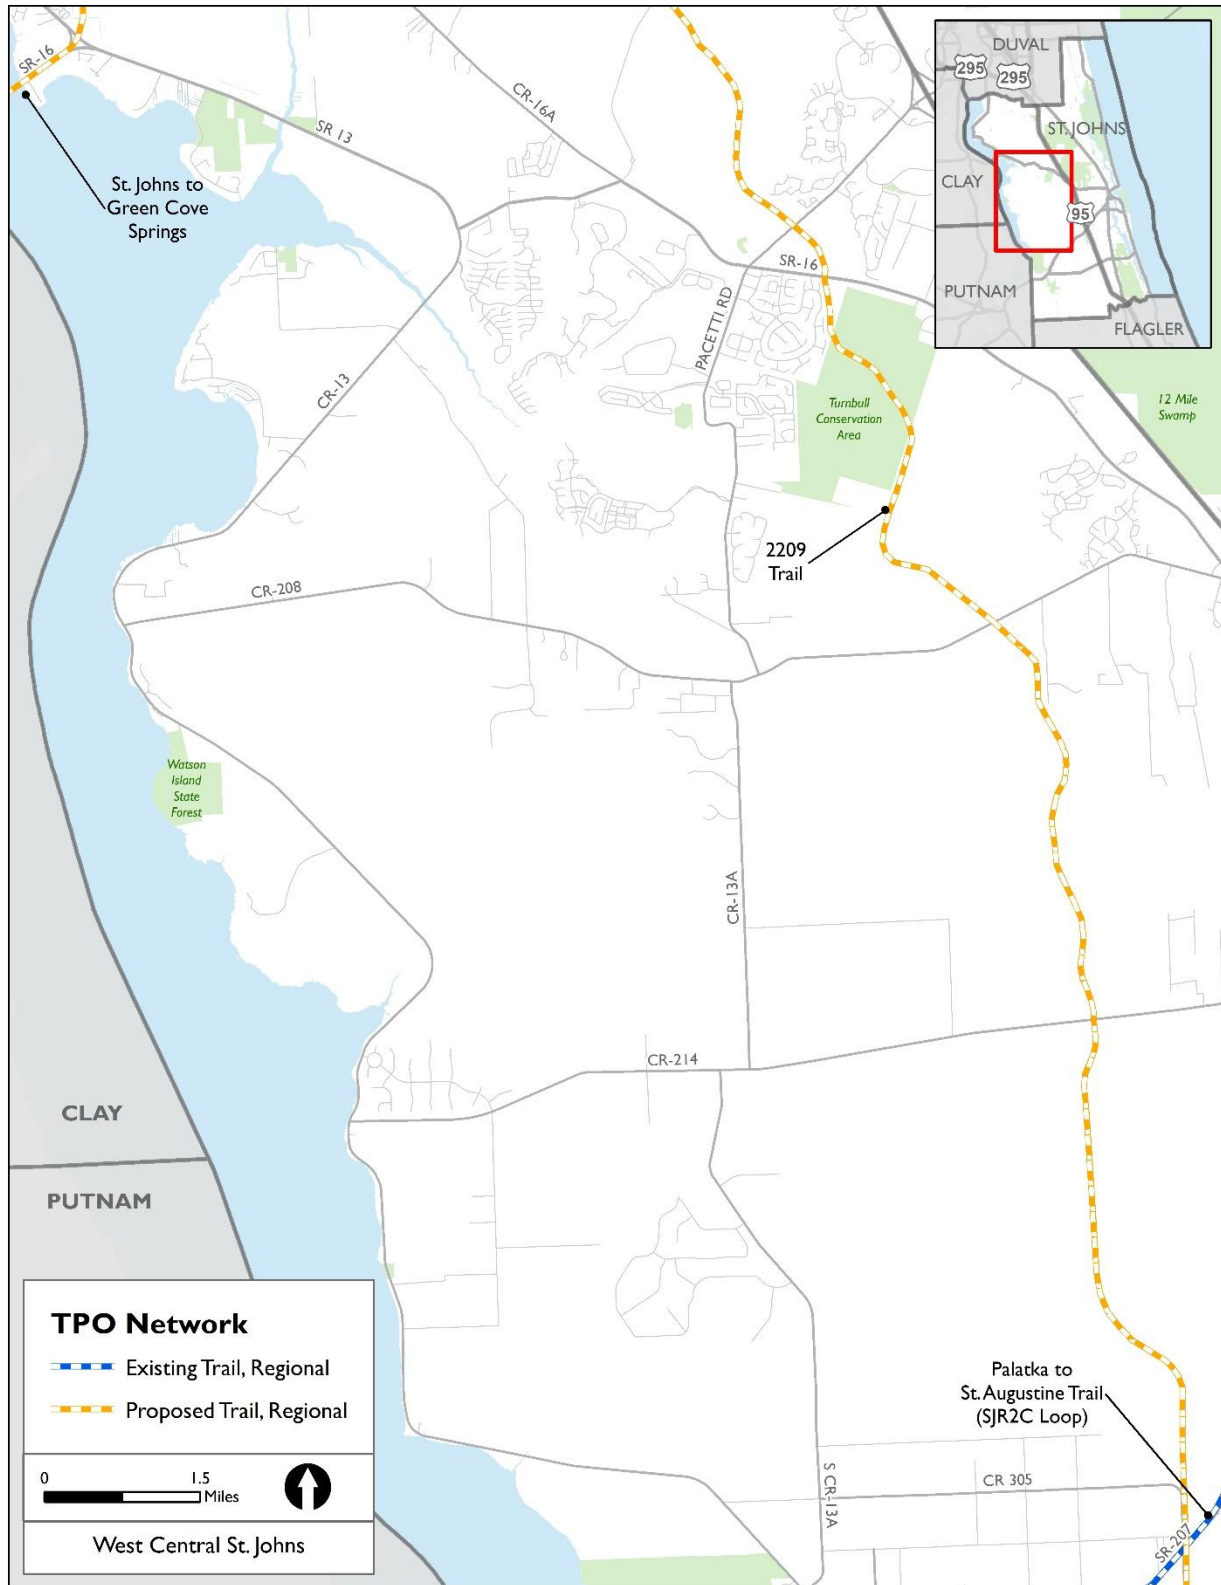 SR-16
St. Johns to
Green Cove
Springs
SR 13
CR-16A
DUVAL
295
295
ST. JOHNS
CLAY
95
PUTNAM
FLAGLER
SR-16
PACETTI RD
CR-13
Turnbull
Conservation
Area
12 Mile
Swamp
2209
Trail
CR-208
Watson
Island
State
Forest
CR-13A
CR-214
CLAY
PUTNAM
TPO Network
Existing Trail, Regional
Proposed Trail, Regional
0 1.5
Miles
West Central St. Johns
Palatka to
St. Augustine Trail
(SJR2C Loop)
S CR-13A
CR 305
SR-207